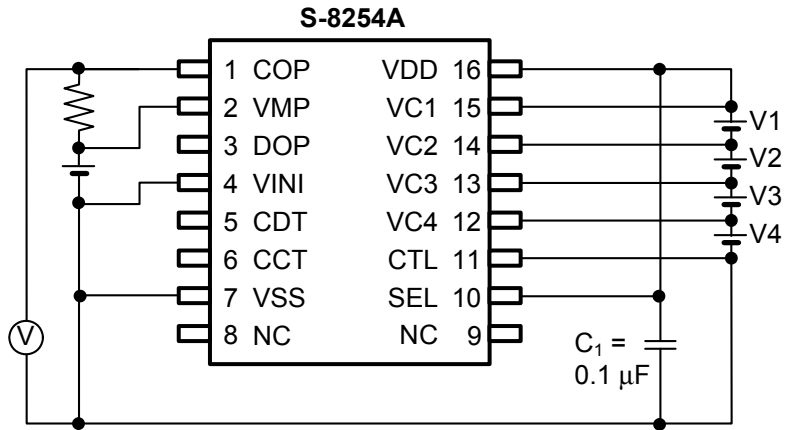 S-8254A
1 COP VDD 16
2 VMP VC1 15
3 DOP VC2 14
4 VINI VC3 13
5 CDT VC4 12
6 CCT CTL 11
7 VSS SEL 10
8 NC NC 9
V1
V2
V3
V4
V
C₁ =
0.1 μF